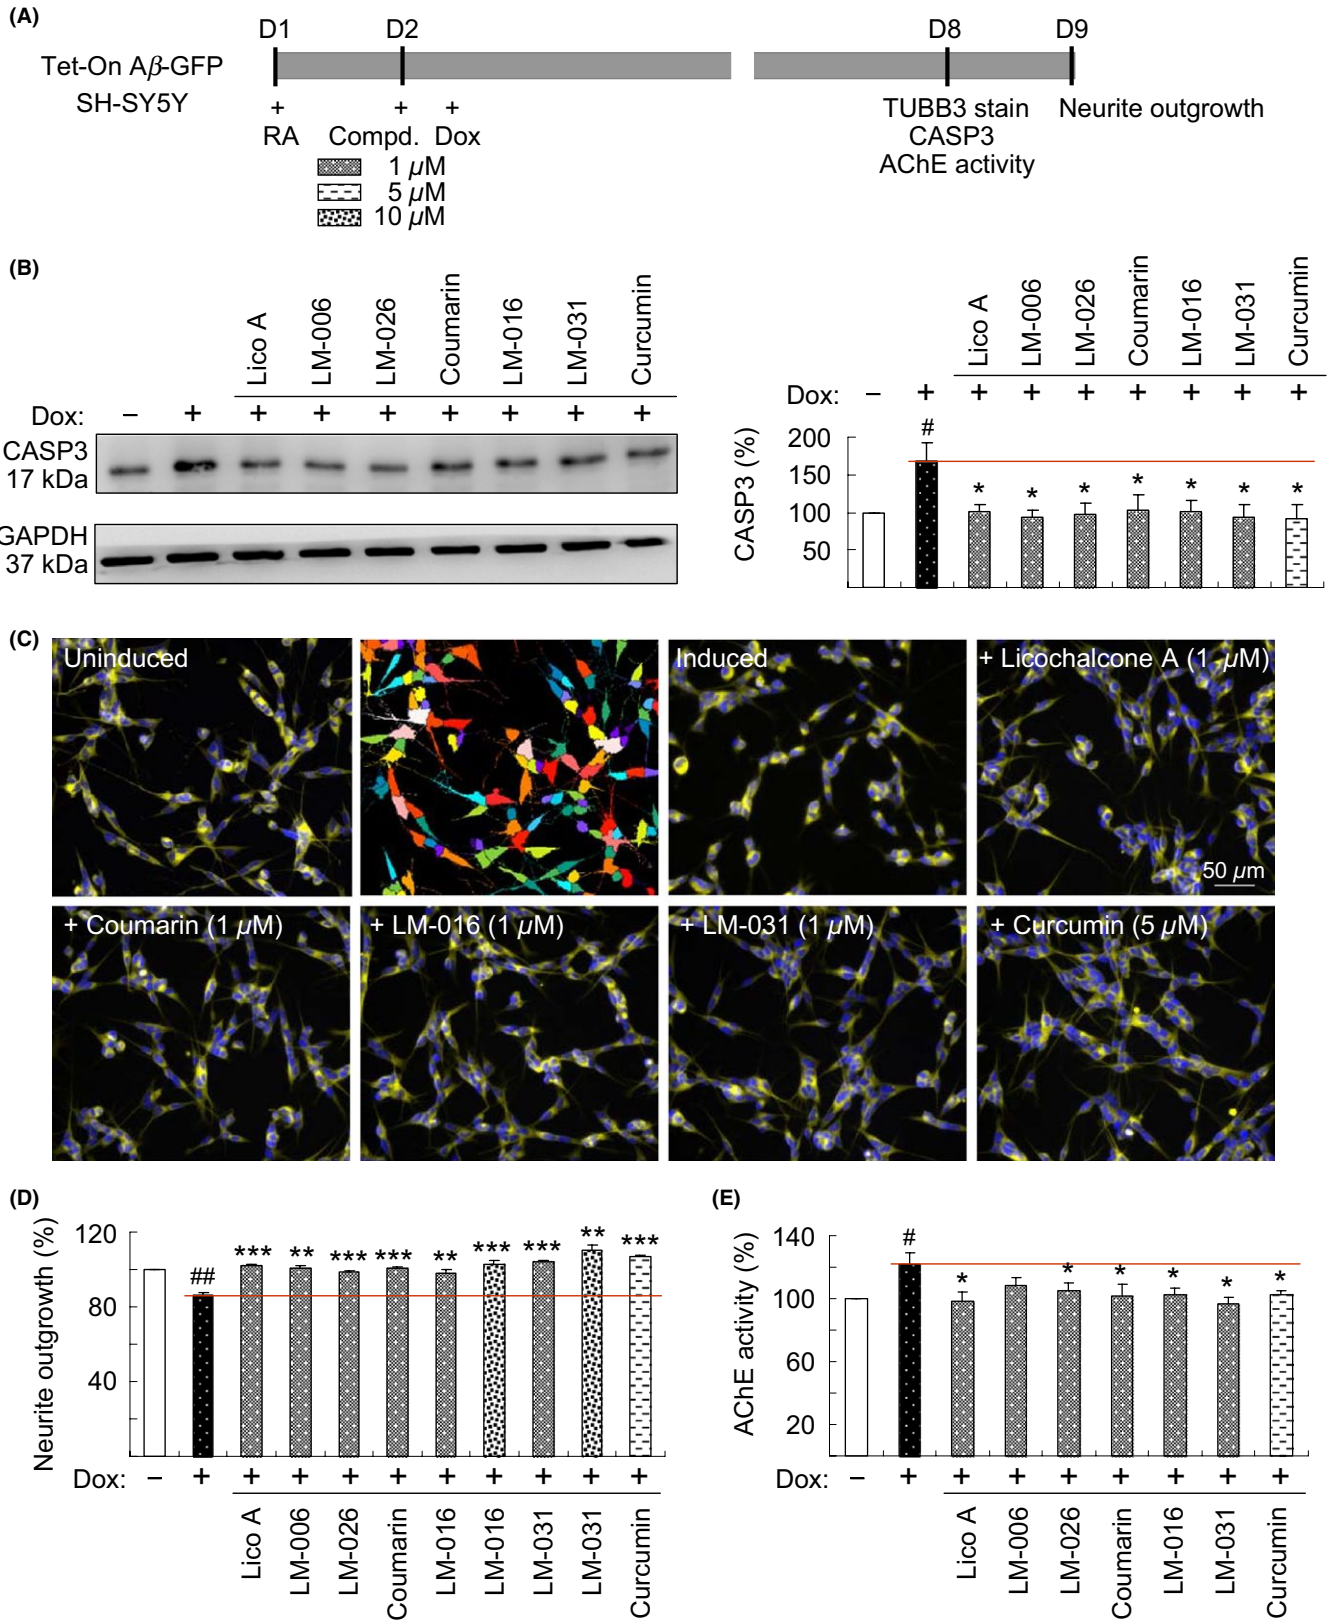 (A)
D1 D2 D8 D9
Tet-On Aβ-GFP
SH-SY5Y
+ + +
RA Compd. Dox
1 µM
5 µM
10 µM
TUBB3 stain
CASP3
AChE activity
Neurite outgrowth
(B)
Lico A LM-006 LM-026 Coumarin LM-016 LM-031 Curcumin
Dox: – + + + + + + + +
CASP3
17 kDa
GAPDH
37 kDa
Lico A LM-006 LM-026 Coumarin LM-016 LM-031 Curcumin
Dox: – + + + + + + + +
CASP3 (%)
200
150
100
50
# * * * * * * *
(C)
Uninduced
Induced
+ Licochalcone A (1 µM)
50 µm
+ Coumarin (1 µM)
+ LM-016 (1 µM)
+ LM-031 (1 µM)
+ Curcumin (5 µM)
(D)
Neurite outgrowth (%)
120
80
40
## *** ** *** *** ** *** *** ** ***
Dox: – + + + + + + + + + +
Lico A LM-006 LM-026 Coumarin LM-016 LM-016 LM-031 LM-031 Curcumin
(E)
AChE activity (%)
140
100
60
20
# * * * * * *
Dox: – + + + + + + + +
Lico A LM-006 LM-026 Coumarin LM-016 LM-031 Curcumin